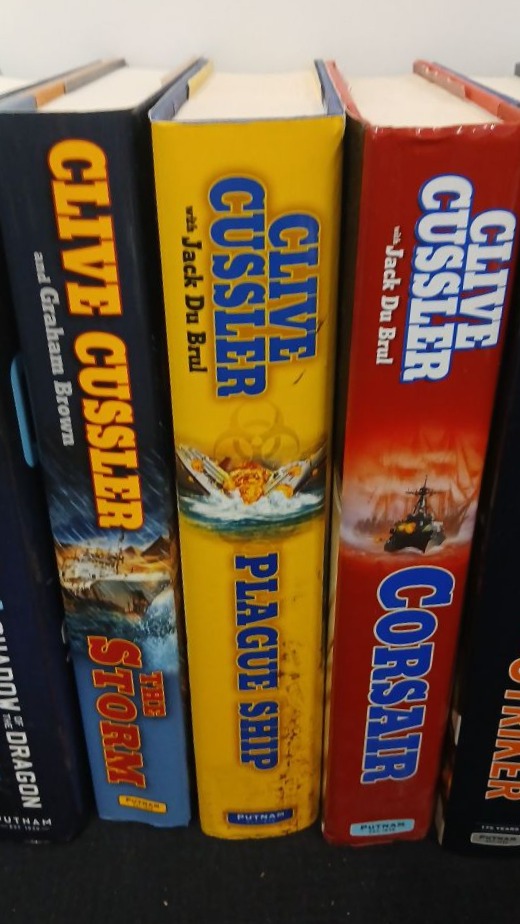 SHADOW
OF
THE
DRAGON
PUTNAM
CLIVE CUSSLER
and Graham Brown
THE
STORM
PUTNAM
CLIVE
CUSSLER
with Jack Du Brul
PLAGUE SHIP
PUTNAM
CLIVE
CUSSLER
with Jack Du Brul
CORSAIR
PUTNAM
STRIKER
PUTNAM